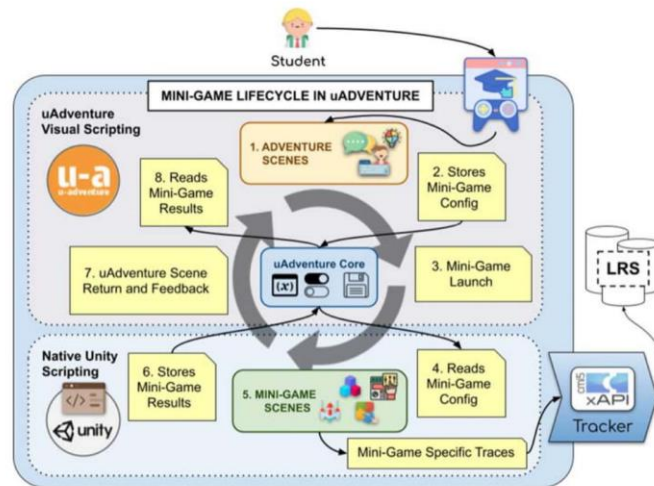 Student
MINI-GAME LIFECYCLE IN uADVENTURE
uAdventure
Visual Scripting
u-a
u-adventure
1. ADVENTURE
SCENES
2. Stores
Mini-Game
Config
8. Reads
Mini-Game
Results
uAdventure Core
(x)
7. uAdventure Scene
Return and Feedback
3. Mini-Game
Launch
LRS
Native Unity
Scripting
unity
6. Stores
Mini-Game
Results
5. MINI-GAME
SCENES
4. Reads
Mini-Game
Config
Mini-Game Specific Traces
cmi5
xAPI
Tracker